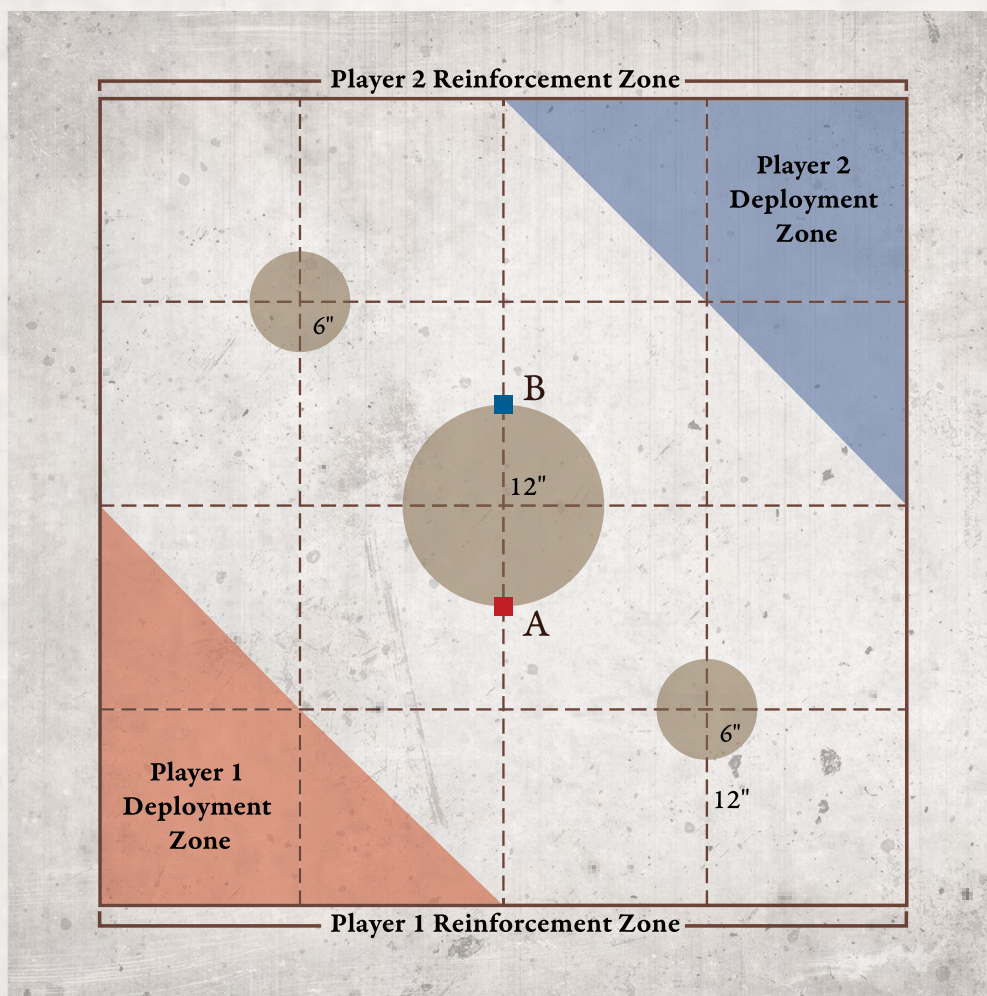 Player 2 Reinforcement Zone
Player 2
Deployment
Zone
6"
B
12"
A
6"
Player 1
Deployment
Zone
12"
Player 1 Reinforcement Zone